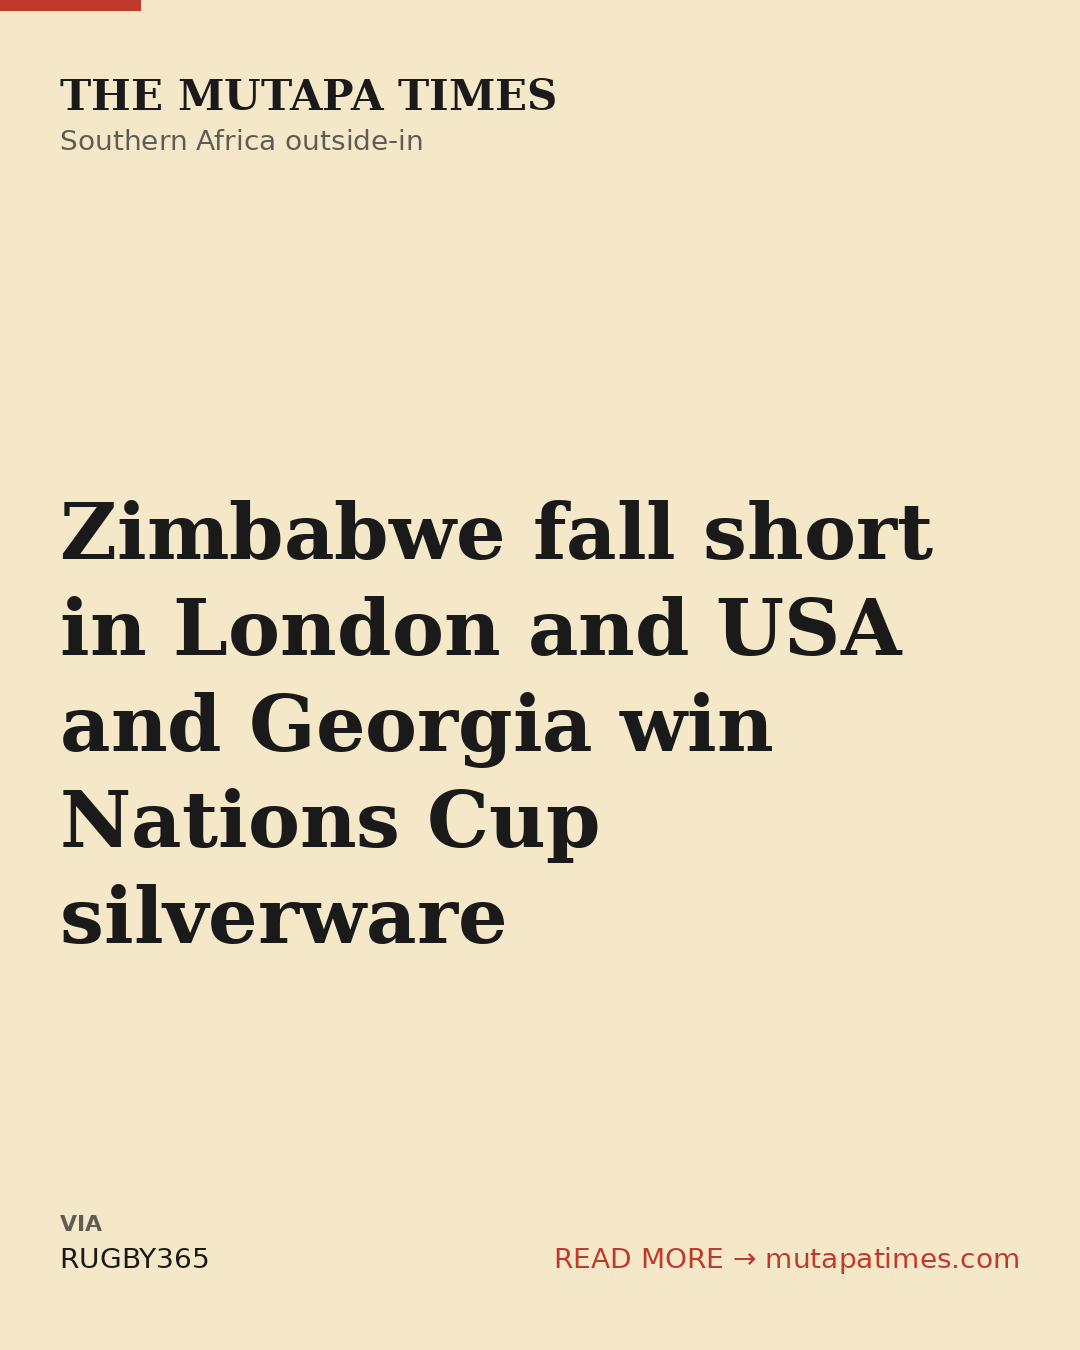 THE MUTAPA TIMES
Southern Africa outside-in
Zimbabwe fall short
in London and USA
and Georgia win
Nations Cup
silverware
VIA
RUGBY365
READ MORE → mutapatimes.com